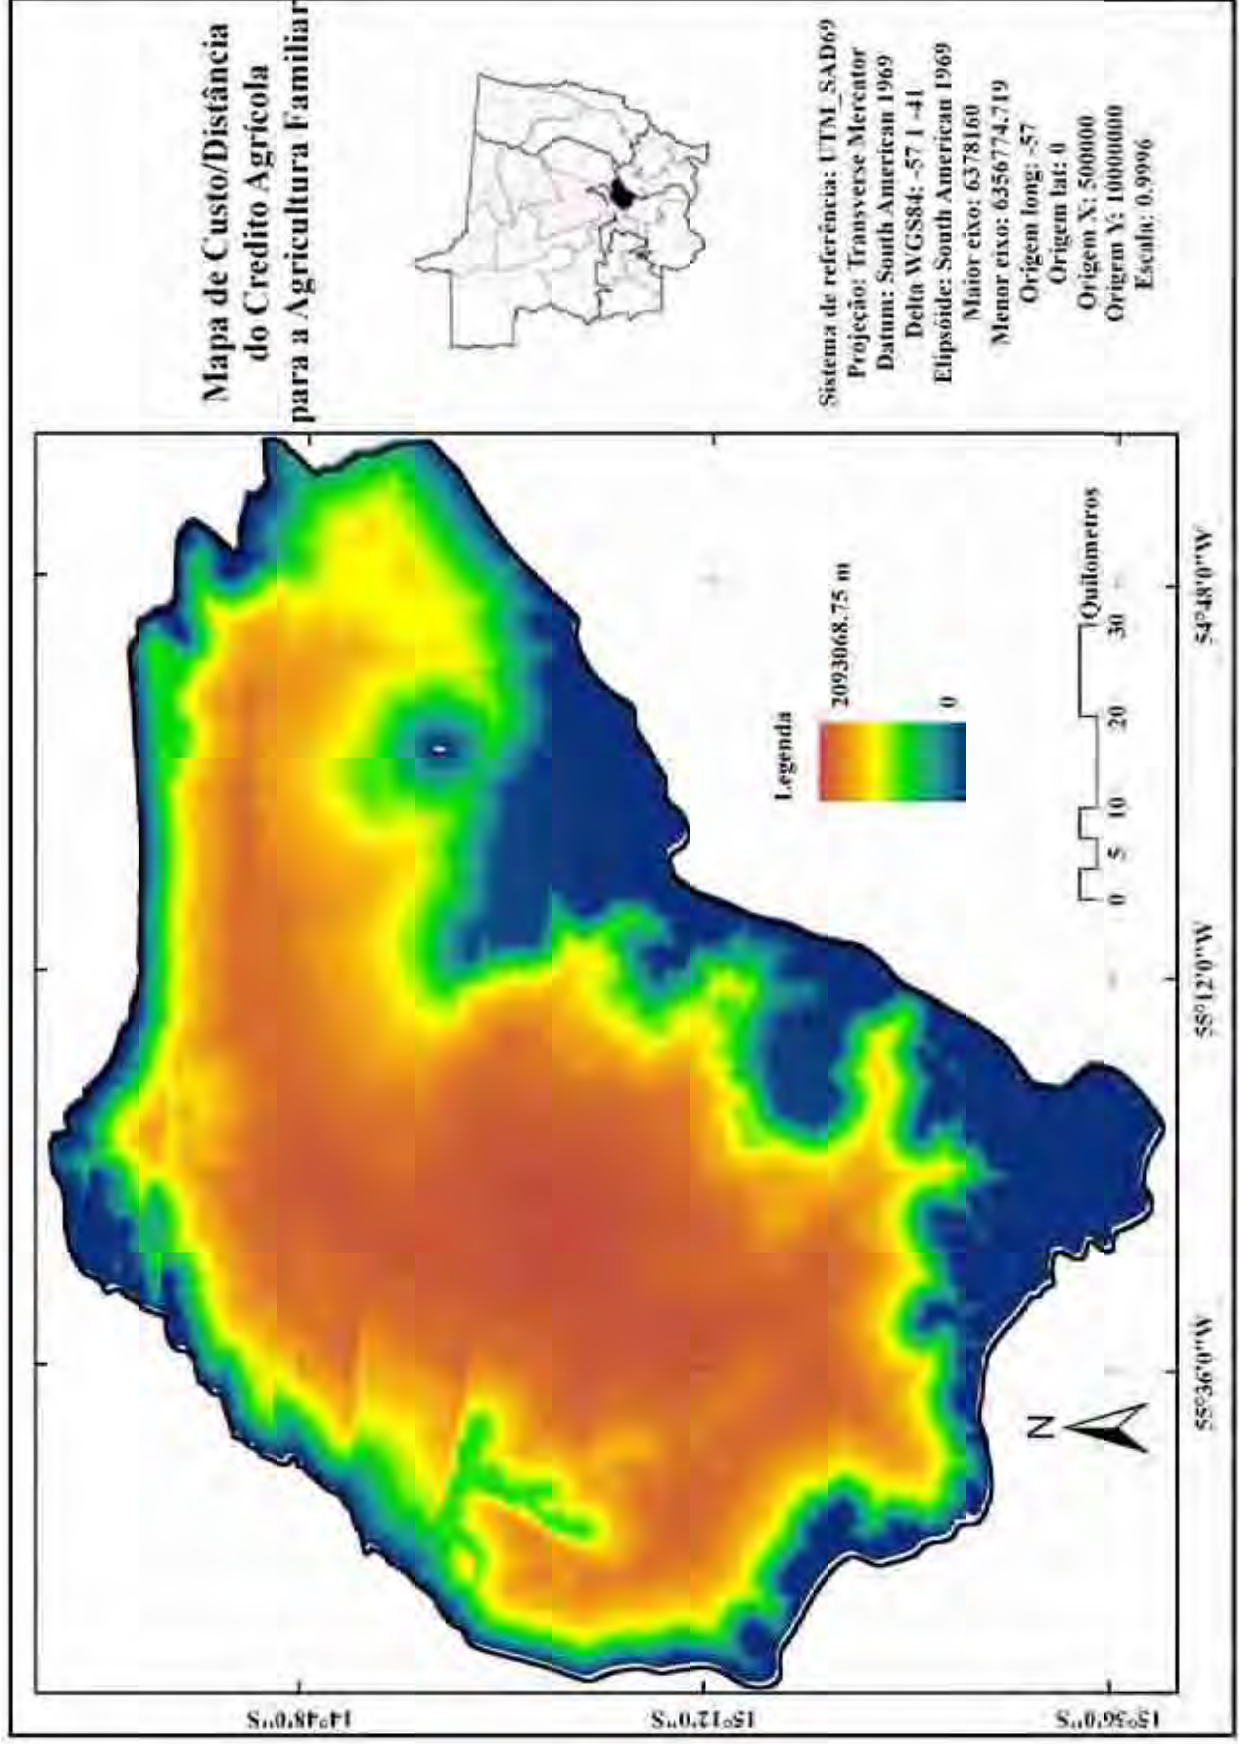 Mapa de Custo/Distância
do Credito Agrícola
para a Agricultura Familiar
Sistema de referência: UTM_SAD69
Projeção: Transverse Mercator
Datum: South American 1969
Delta WGS84: -57 1 -41
Elipsóide: South American 1969
Maior eixo: 6378160
Menor eixo: 6356774.719
Origem long: -57
Origem lat: 0
Origem X: 500000
Origem Y: 10000000
Escala: 0.9996
Legenda
2093068.75 m
0
0 5 10 20 30
Quilometros
N
55°36'0"W 55°12'0"W 54°48'0"W
14°48'0"S
15°12'0"S
15°36'0"S